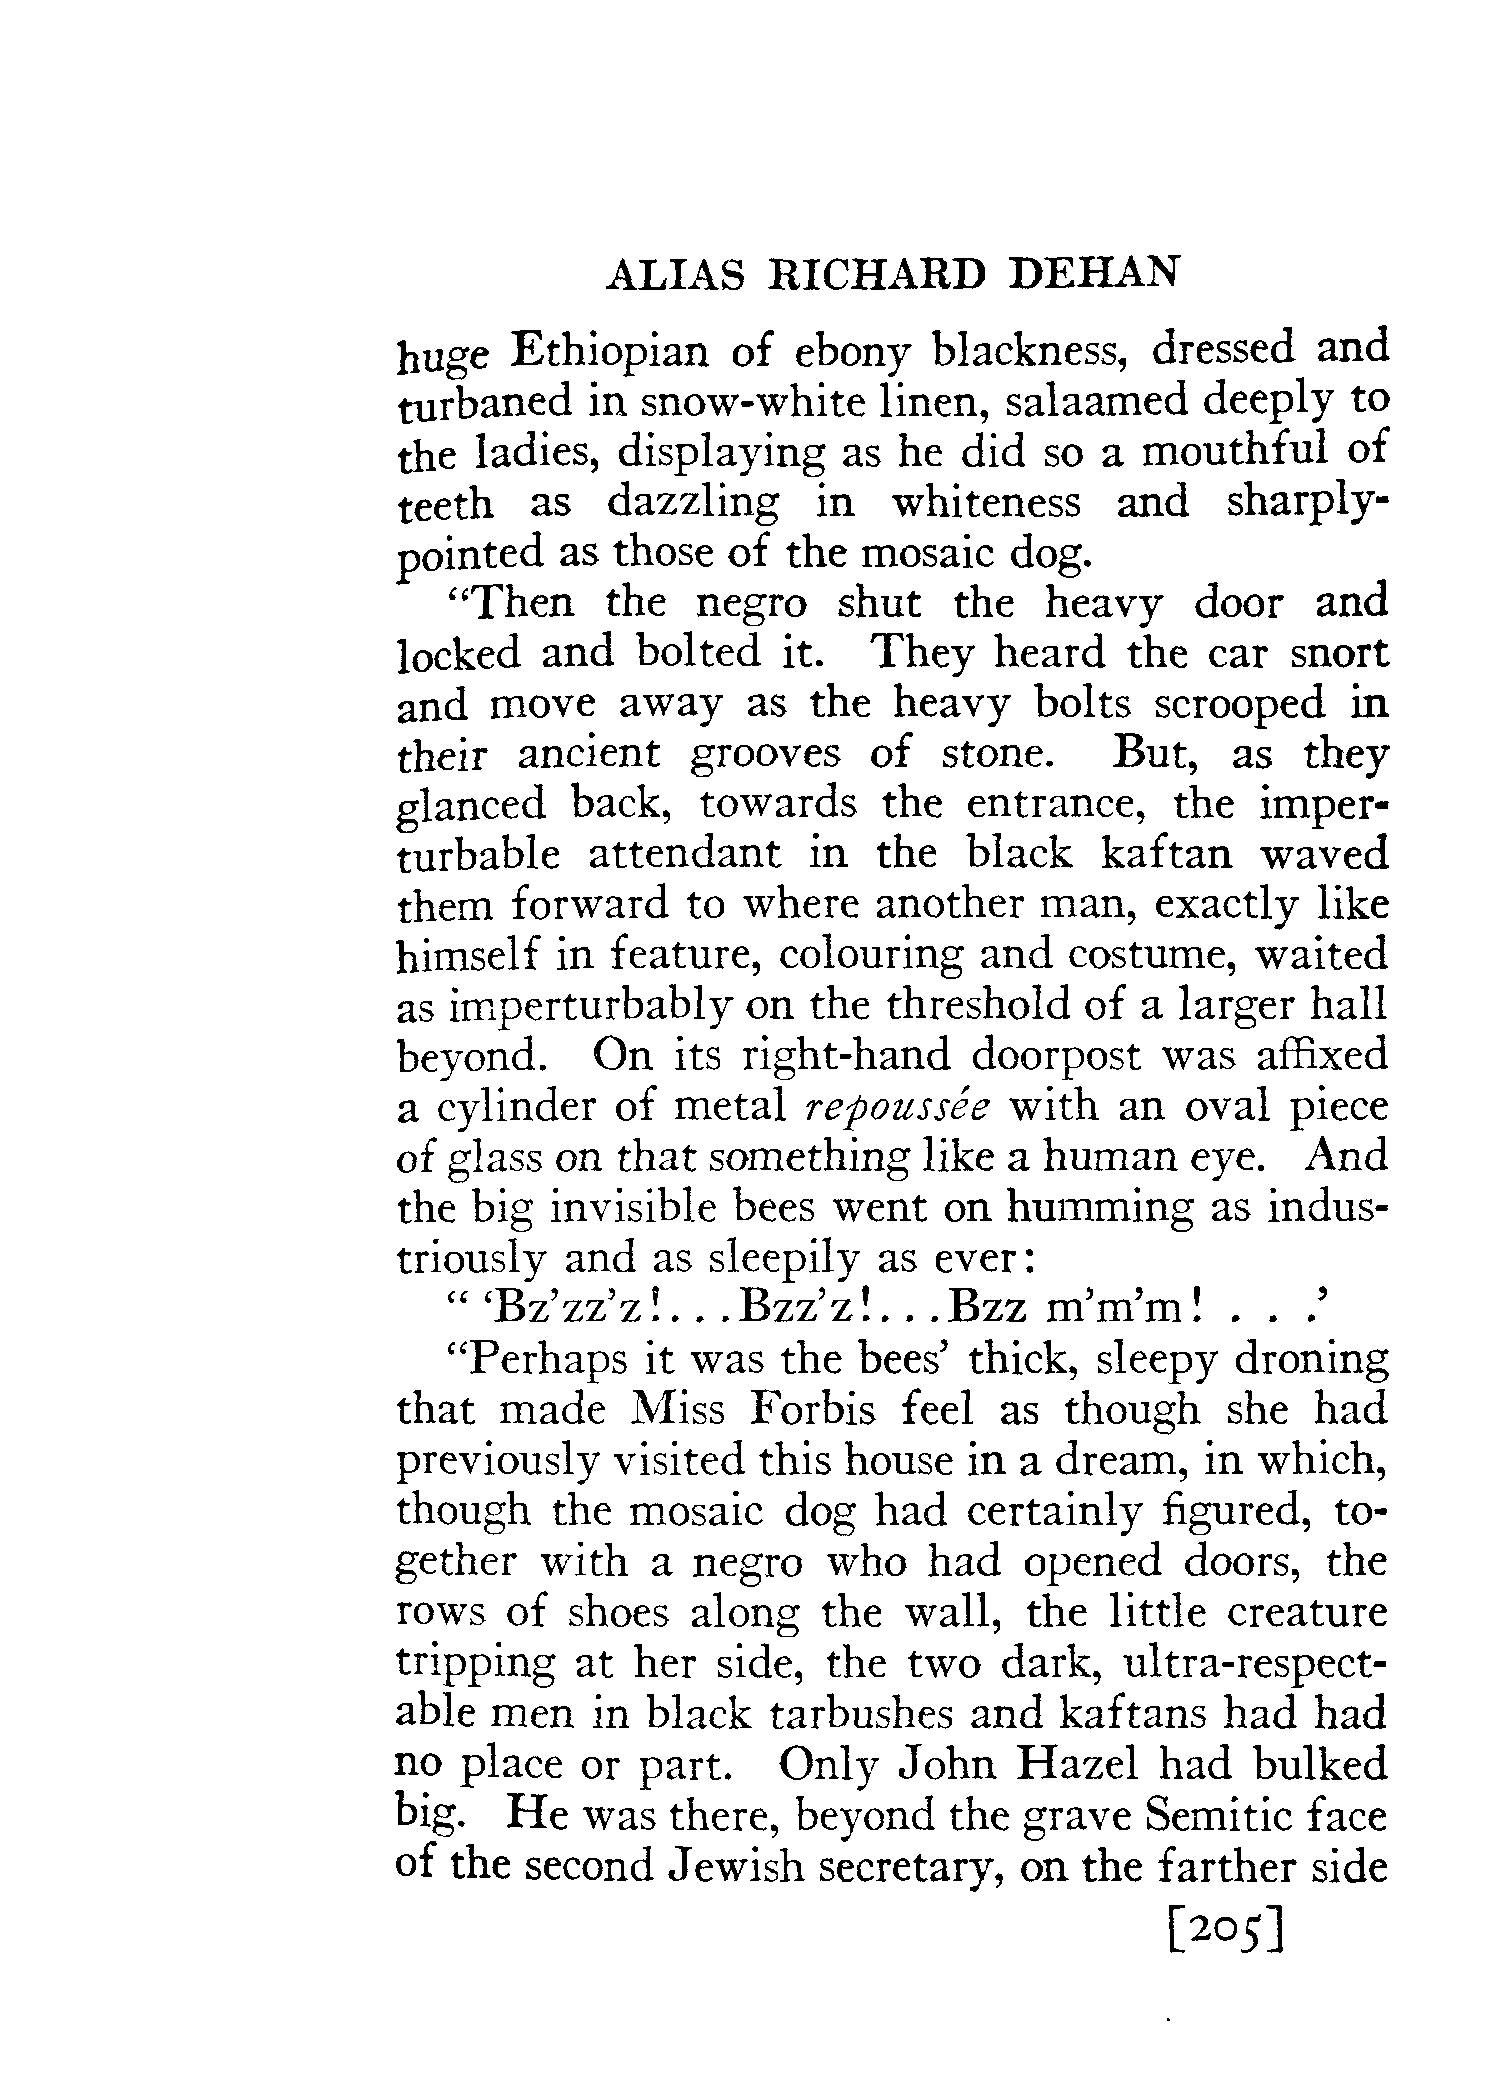 ALIAS RICHARD DEHAN
huge Ethiopian of ebony blackness, dressed and
turbaned in snow-white linen, salaamed deeply to
the ladies, displaying as he did so a mouthful of
teeth as dazzling in whiteness and sharply-
pointed as those of the mosaic dog.
“Then the negro shut the heavy door and
locked and bolted it. They heard the car snort
and move away as the heavy bolts scrooped in
their ancient grooves of stone. But, as they
glanced back, towards the entrance, the imper-
turbable attendant in the black kaftan waved
them forward to where another man, exactly like
himself in feature, colouring and costume, waited
as imperturbably on the threshold of a larger hall
beyond. On its right-hand doorpost was affixed
a cylinder of metal repoussée with an oval piece
of glass on that something like a human eye. And
the big invisible bees went on humming as indus-
triously and as sleepily as ever:
“ ‘Bz’zz’z!...Bzz’z!...Bzz m’m’m! . . .’
“Perhaps it was the bees’ thick, sleepy droning
that made Miss Forbis feel as though she had
previously visited this house in a dream, in which,
though the mosaic dog had certainly figured, to-
gether with a negro who had opened doors, the
rows of shoes along the wall, the little creature
tripping at her side, the two dark, ultra-respect-
able men in black tarbushes and kaftans had had
no place or part. Only John Hazel had bulked
big. He was there, beyond the grave Semitic face
of the second Jewish secretary, on the farther side
[205]